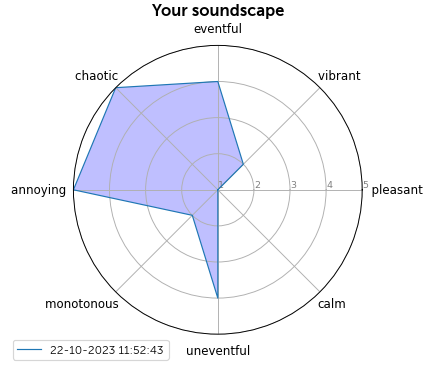 Your soundscape
eventful
chaotic
vibrant
annoying
1
2
3
4
5
pleasant
monotonous
calm
22-10-2023 11:52:43
uneventful